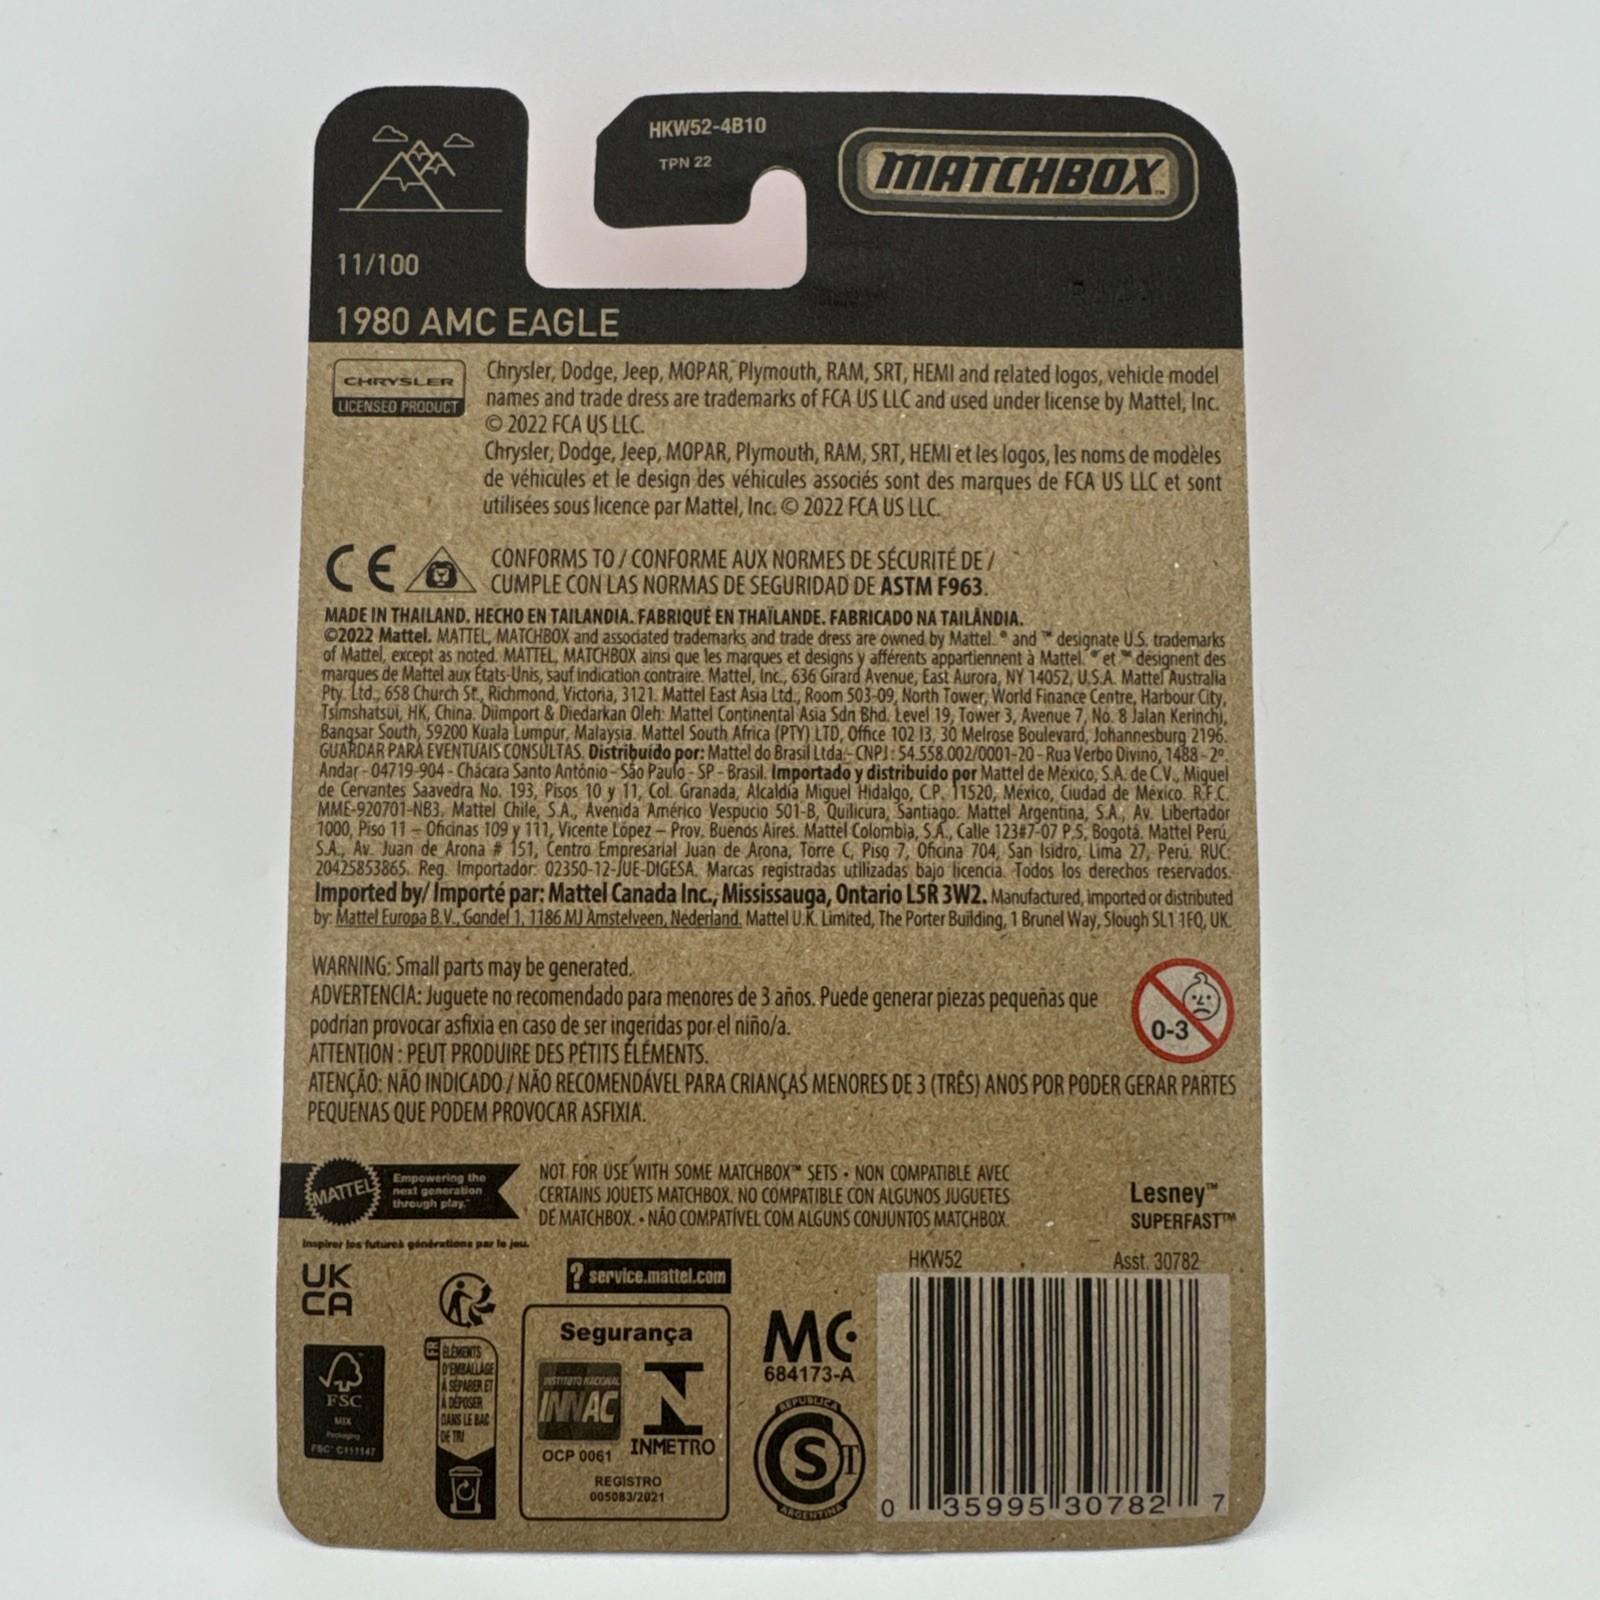 HKW52-4B10
TPN 22
MATCHBOX™
11/100
1980 AMC EAGLE
CHRYSLER
LICENSED PRODUCT
Chrysler, Dodge, Jeep, MOPAR, Plymouth, RAM, SRT, HEMI and related logos, vehicle model
names and trade dress are trademarks of FCA US LLC and used under license by Mattel, Inc.
© 2022 FCA US LLC.
Chrysler, Dodge, Jeep, MOPAR, Plymouth, RAM, SRT, HEMI et les logos, les noms de modèles
de véhicules et le design des véhicules associés sont des marques de FCA US LLC et sont
utilisées sous licence par Mattel, Inc. © 2022 FCA US LLC.
CE
CONFORMS TO / CONFORME AUX NORMES DE SÉCURITÉ DE /
CUMPLE CON LAS NORMAS DE SEGURIDAD DE ASTM F963.
MADE IN THAILAND. HECHO EN TAILANDIA. FABRIQUÉ EN THAÏLANDE. FABRICADO NA TAILÂNDIA.
©2022 Mattel. MATTEL, MATCHBOX and associated trademarks and trade dress are owned by Mattel. ® and ™ designate U.S. trademarks
of Mattel, except as noted. MATTEL, MATCHBOX ainsi que les marques et designs y afférents appartiennent à Mattel. ® et ™ désignent des
marques de Mattel aux États-Unis, sauf indication contraire. Mattel, Inc., 636 Girard Avenue, East Aurora, NY 14052, U.S.A. Mattel Australia
Pty. Ltd., 658 Church St., Richmond, Victoria, 3121. Mattel East Asia Ltd., Room 503-09, North Tower, World Finance Centre, Harbour City,
Tsimshatsui, HK, China. Diimport & Diedarkan Oleh: Mattel Continental Asia Sdn Bhd. Level 19, Tower 3, Avenue 7, No. 8 Jalan Kerinchi,
Bangsar South, 59200 Kuala Lumpur, Malaysia. Mattel South Africa (PTY) LTD, Office 102 I3, 30 Melrose Boulevard, Johannesburg 2196.
GUARDAR PARA EVENTUAIS CONSULTAS. Distribuído por: Mattel do Brasil Ltda.- CNPJ : 54.558.002/0001-20 - Rua Verbo Divino, 1488 - 2º.
Andar - 04719-904 - Chácara Santo Antônio - São Paulo - SP - Brasil. Importado y distribuido por Mattel de México, S.A. de C.V., Miguel
de Cervantes Saavedra No. 193, Pisos 10 y 11, Col. Granada, Alcaldía Miguel Hidalgo, C.P. 11520, México, Ciudad de México. R.F.C.
MME-920701-NB3. Mattel Chile, S.A., Avenida Américo Vespucio 501-B, Quilicura, Santiago. Mattel Argentina, S.A., Av. Libertador
1000, Piso 11 – Oficinas 109 y 111, Vicente López – Prov. Buenos Aires. Mattel Colombia, S.A., Calle 123#7-07 P.5, Bogotá. Mattel Perú,
S.A., Av. Juan de Arona # 151, Centro Empresarial Juan de Arona, Torre C, Piso 7, Oficina 704, San Isidro, Lima 27, Perú. RUC:
20425853865. Reg. Importador: 02350-12-JUE-DIGESA. Marcas registradas utilizadas bajo licencia. Todos los derechos reservados.
Imported by/ Importé par: Mattel Canada Inc., Mississauga, Ontario L5R 3W2. Manufactured, imported or distributed
by: Mattel Europa B.V., Gondel 1, 1186 MJ Amstelveen, Nederland. Mattel U.K. Limited, The Porter Building, 1 Brunel Way, Slough SL1 1FQ, UK.
WARNING: Small parts may be generated.
ADVERTENCIA: Juguete no recomendado para menores de 3 años. Puede generar piezas pequeñas que
podrían provocar asfixia en caso de ser ingeridas por el niño/a.
ATTENTION : PEUT PRODUIRE DES PETITS ÉLÉMENTS.
ATENÇÃO: NÃO INDICADO / NÃO RECOMENDÁVEL PARA CRIANÇAS MENORES DE 3 (TRÊS) ANOS POR PODER GERAR PARTES
PEQUENAS QUE PODEM PROVOCAR ASFIXIA.
0-3
MATTEL
Empowering the
next generation
through play.™
Inspirer les futures générations par le jeu.
NOT FOR USE WITH SOME MATCHBOX™ SETS • NON COMPATIBLE AVEC
CERTAINS JOUETS MATCHBOX. NO COMPATIBLE CON ALGUNOS JUGUETES
DE MATCHBOX. • NÃO COMPATÍVEL COM ALGUNS CONJUNTOS MATCHBOX.
Lesney™
SUPERFAST™
UK
CA
FSC
MIX
Packaging
FSC® C111147
FR
ÉLÉMENTS
D'EMBALLAGE
À SÉPARER ET
À DÉPOSER
DANS LE BAC
DE TRI
? service.mattel.com
Segurança
INSTITUTO NACIONAL
INNAC
OCP 0061
INMETRO
REGISTRO
005083/2021
MC
684173-A
REPUBLICA
S T
ARGENTINA
HKW52
Asst. 30782
0 35995 30782 7